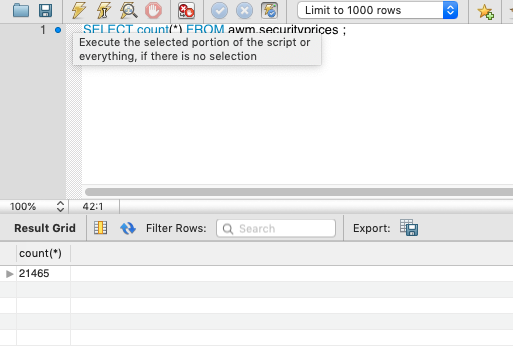 Limit to 1000 rows
1
SELECT count(*) FROM awm.securityprices ;
Execute the selected portion of the script or
everything, if there is no selection
100%
42:1
Result Grid
Filter Rows:
Search
Export:
count(*)
21465